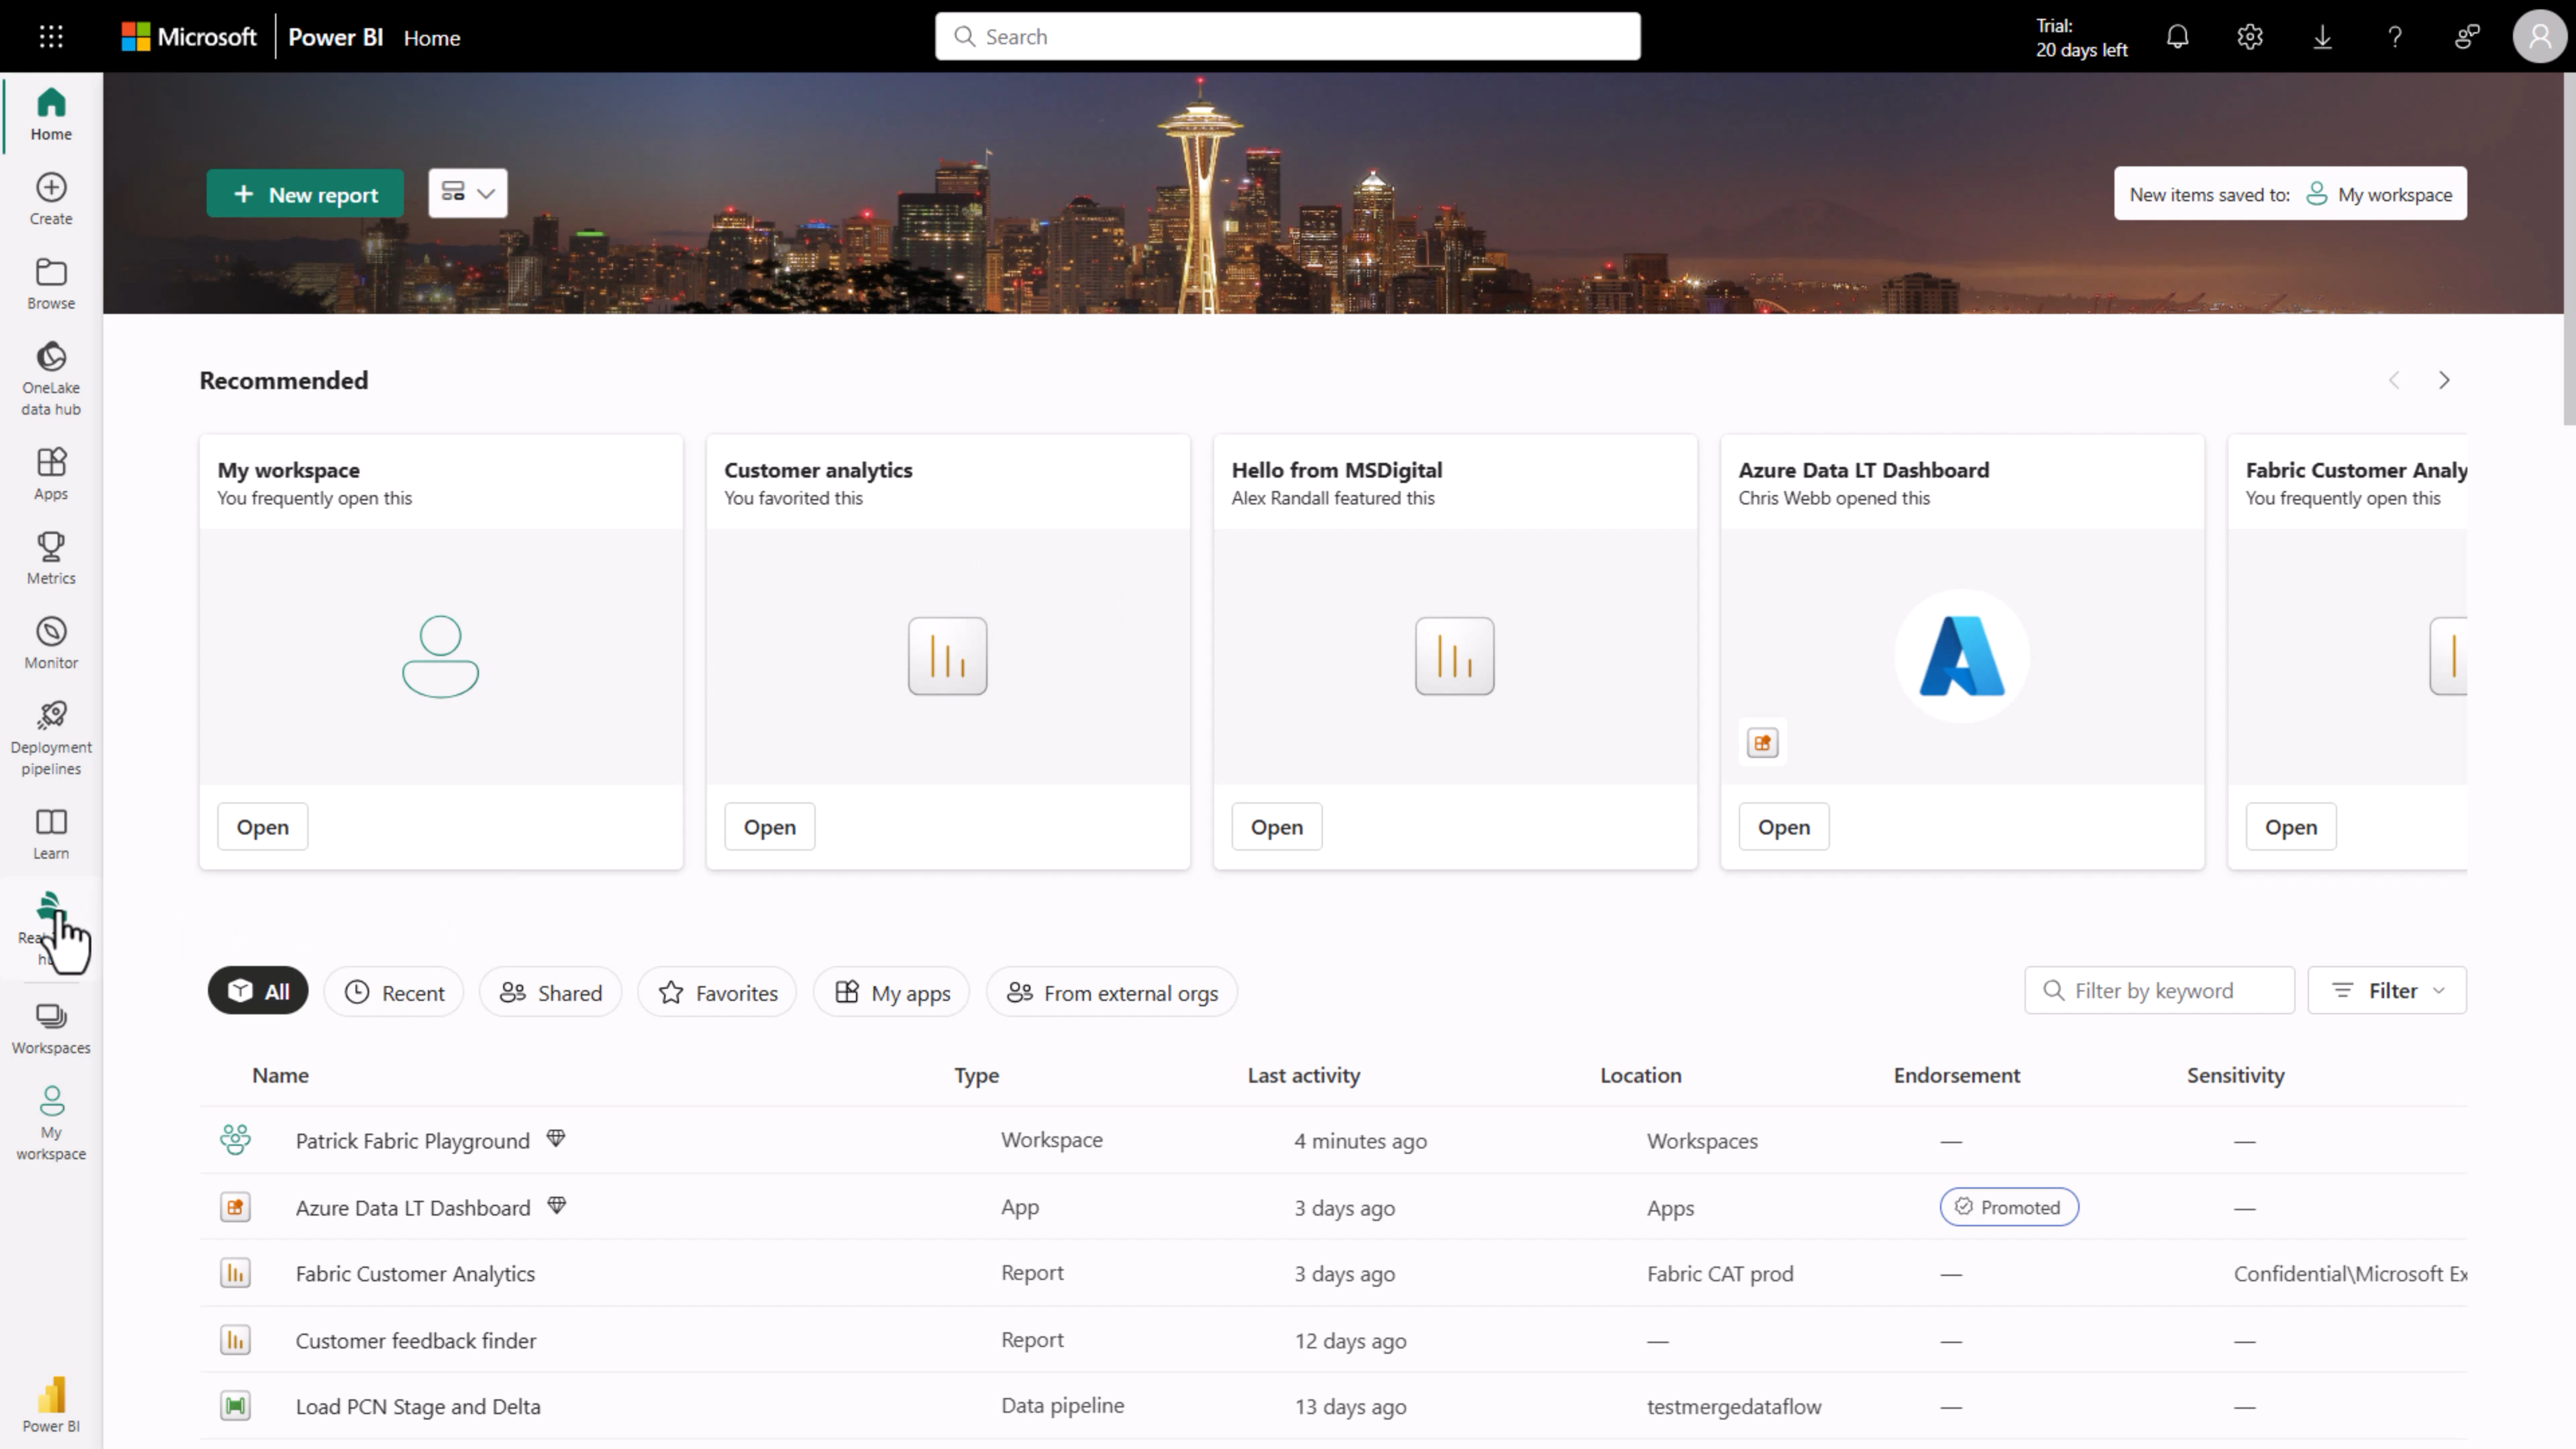 Microsoft Power BI Home
Search
Trial:
20 days left
Home
Create
Browse
OneLake
data hub
Apps
Metrics
Monitor
Deployment
pipelines
Learn
Workspaces
My
workspace
Power BI
+ New report
New items saved to: My workspace
Recommended
My workspace
You frequently open this
Open
Customer analytics
You favorited this
Open
Hello from MSDigital
Alex Randall featured this
Open
Azure Data LT Dashboard
Chris Webb opened this
Open
Fabric Customer Analy
You frequently open this
Open
All Recent Shared Favorites My apps From external orgs
Filter by keyword Filter
Name Type Last activity Location Endorsement Sensitivity
Patrick Fabric Playground Workspace 4 minutes ago Workspaces — —
Azure Data LT Dashboard App 3 days ago Apps Promoted —
Fabric Customer Analytics Report 3 days ago Fabric CAT prod — Confidential\Microsoft Ex
Customer feedback finder Report 12 days ago — — —
Load PCN Stage and Delta Data pipeline 13 days ago testmergedataflow — —